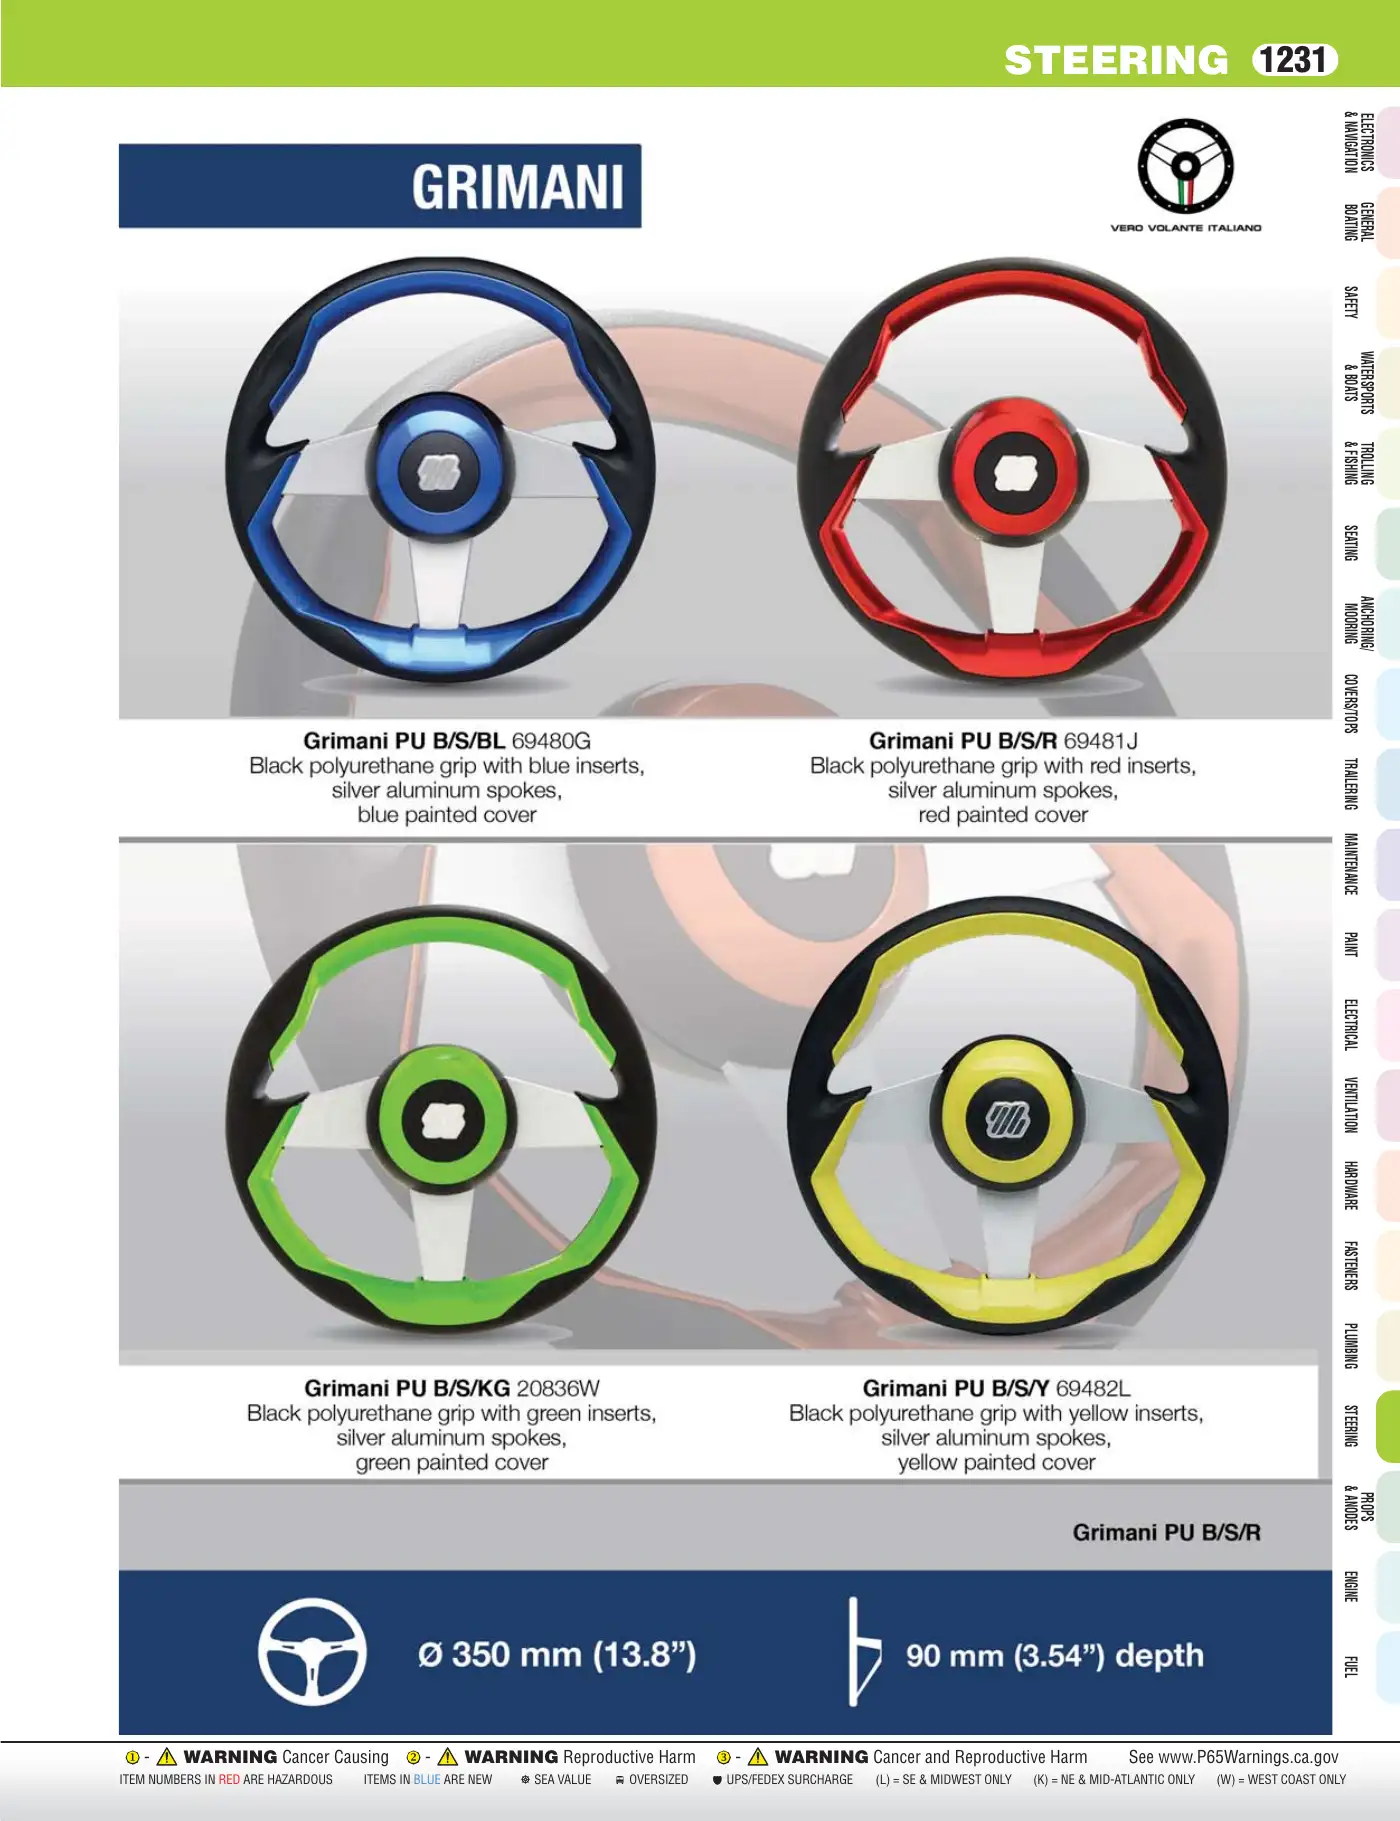 STEERING 1231
GRIMANI
VERO VOLANTE ITALIANO
Grimani PU B/S/BL 69480G
Black polyurethane grip with blue inserts,
silver aluminum spokes,
blue painted cover
Grimani PU B/S/R 69481J
Black polyurethane grip with red inserts,
silver aluminum spokes,
red painted cover
Grimani PU B/S/KG 20836W
Black polyurethane grip with green inserts,
silver aluminum spokes,
green painted cover
Grimani PU B/S/Y 69482L
Black polyurethane grip with yellow inserts,
silver aluminum spokes,
yellow painted cover
Grimani PU B/S/R
Ø 350 mm (13.8”)
90 mm (3.54”) depth
ELECTRONICS
& NAVIGATION
GENERAL
BOATING
SAFETY
WATERSPORTS
& BOATS
TROLLING
& FISHING
SEATING
ANCHORING/
MOORING
COVERS/TOPS
TRAILERING
MAINTENANCE
PAINT
ELECTRICAL
VENTILATION
HARDWARE
FASTENERS
PLUMBING
STEERING
PROPS
& ANODES
ENGINE
FUEL
1 - WARNING Cancer Causing 2 - WARNING Reproductive Harm 3 - WARNING Cancer and Reproductive Harm See www.P65Warnings.ca.gov
ITEM NUMBERS IN RED ARE HAZARDOUS ITEMS IN BLUE ARE NEW SEA VALUE OVERSIZED UPS/FEDEX SURCHARGE (L) = SE & MIDWEST ONLY (K) = NE & MID-ATLANTIC ONLY (W) = WEST COAST ONLY